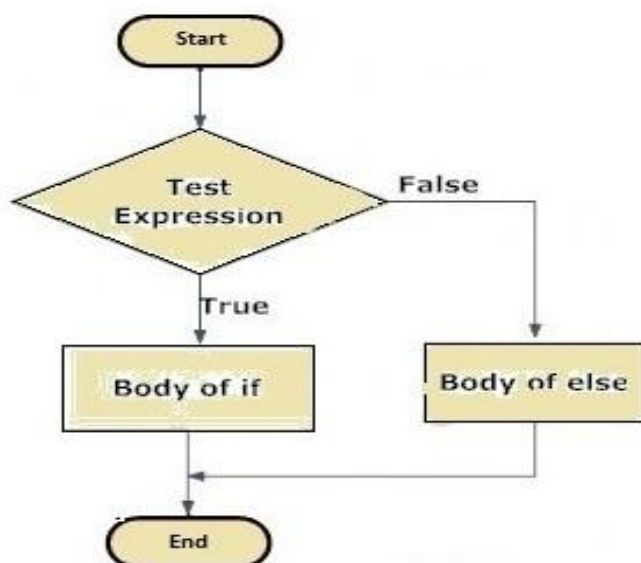 Start
Test
Expression
False
True
Body of if
Body of else
End